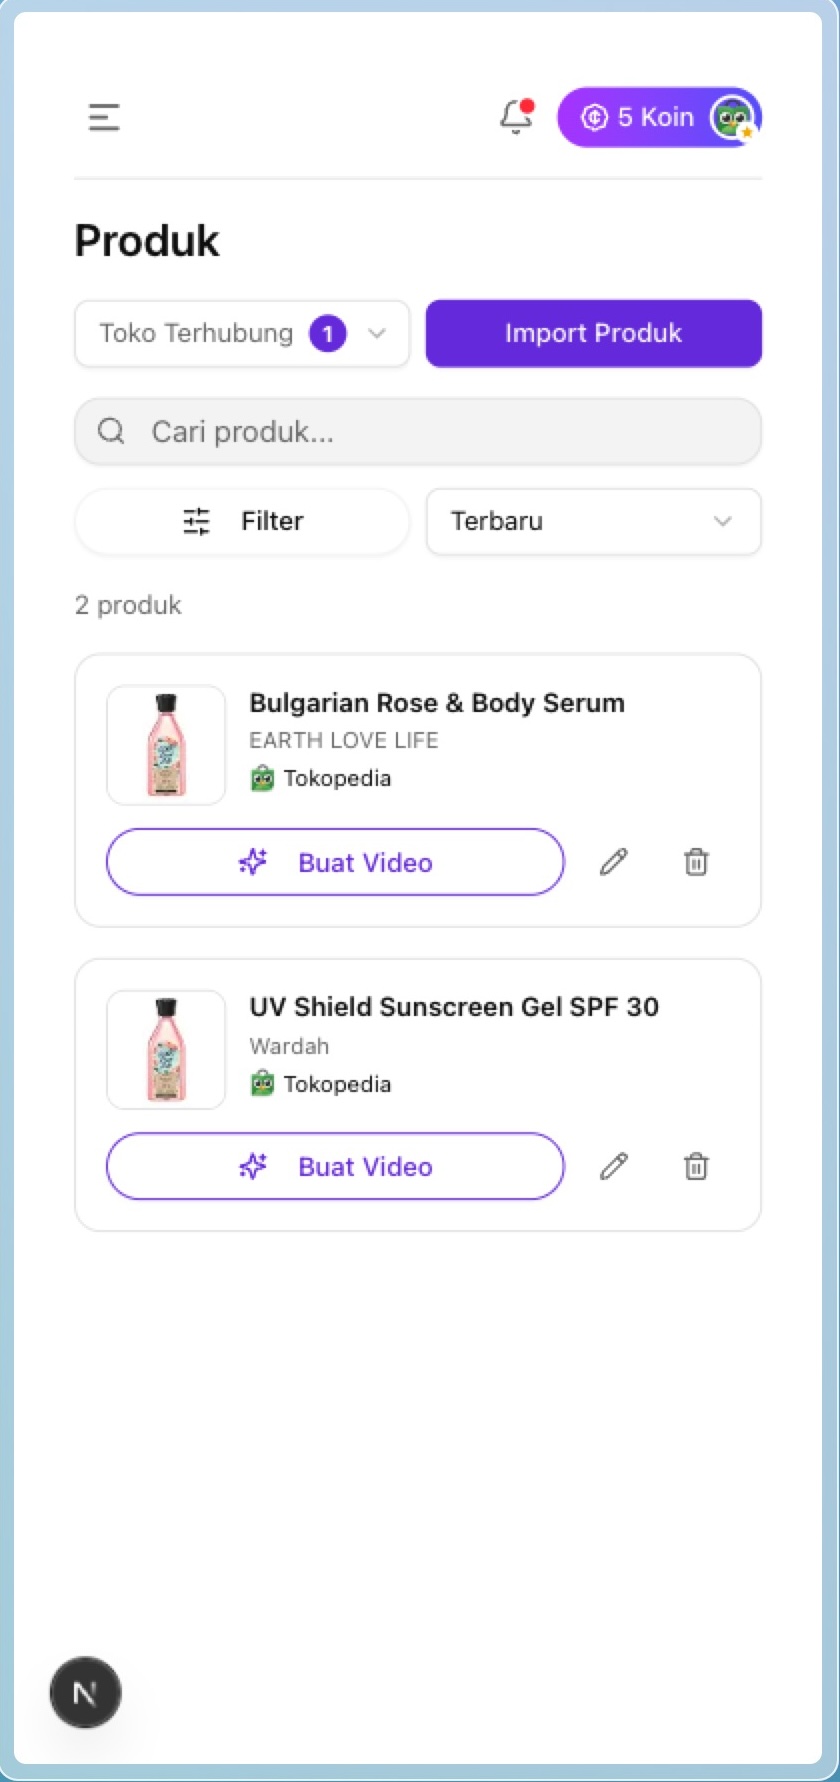 5 Koin
Produk
Toko Terhubung 1
Import Produk
Cari produk...
Filter
Terbaru
2 produk
Bulgarian Rose & Body Serum
EARTH LOVE LIFE
Tokopedia
Buat Video
UV Shield Sunscreen Gel SPF 30
Wardah
Tokopedia
Buat Video
N